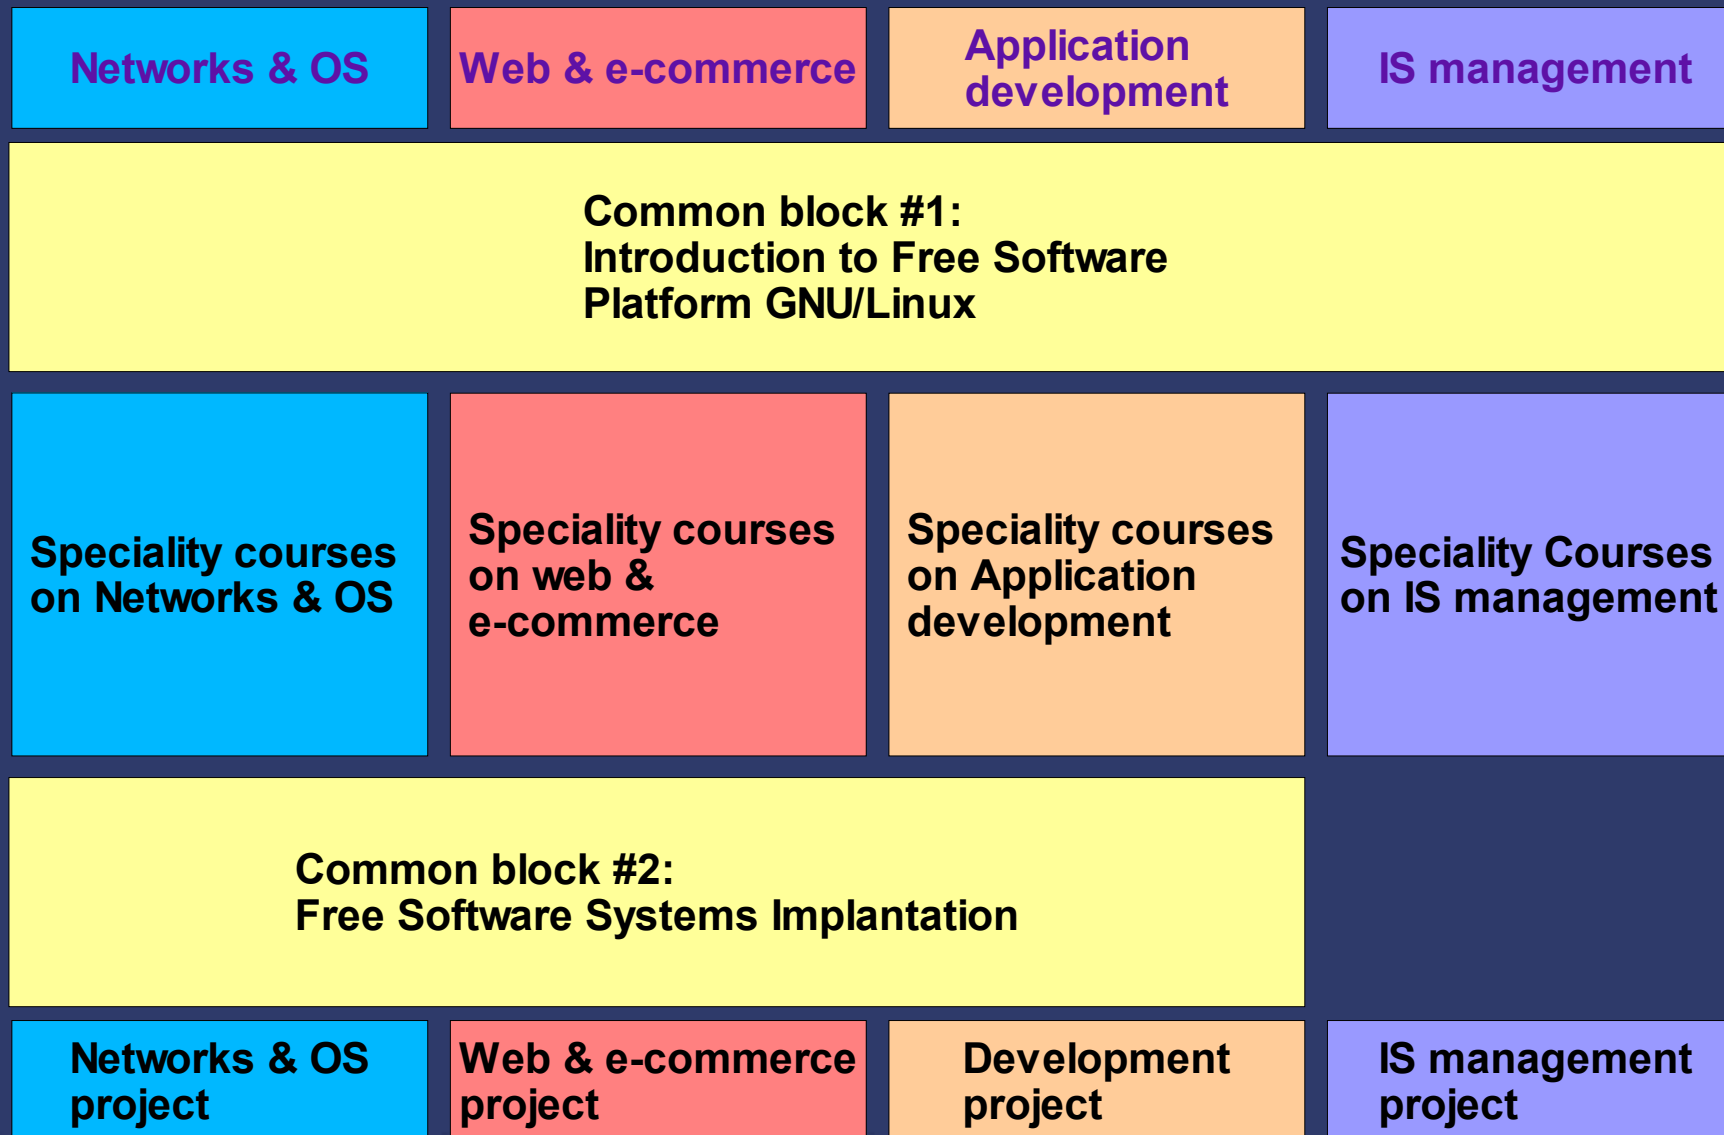 Networks & OS
Web & e-commerce
Application
development
IS management
Common block #1:
Introduction to Free Software
Platform GNU/Linux
Speciality courses
on Networks & OS
Speciality courses
on web &
e-commerce
Speciality courses
on Application
development
Speciality Courses
on IS management
Common block #2:
Free Software Systems Implantation
Networks & OS
project
Web & e-commerce
project
Development
project
IS management
project